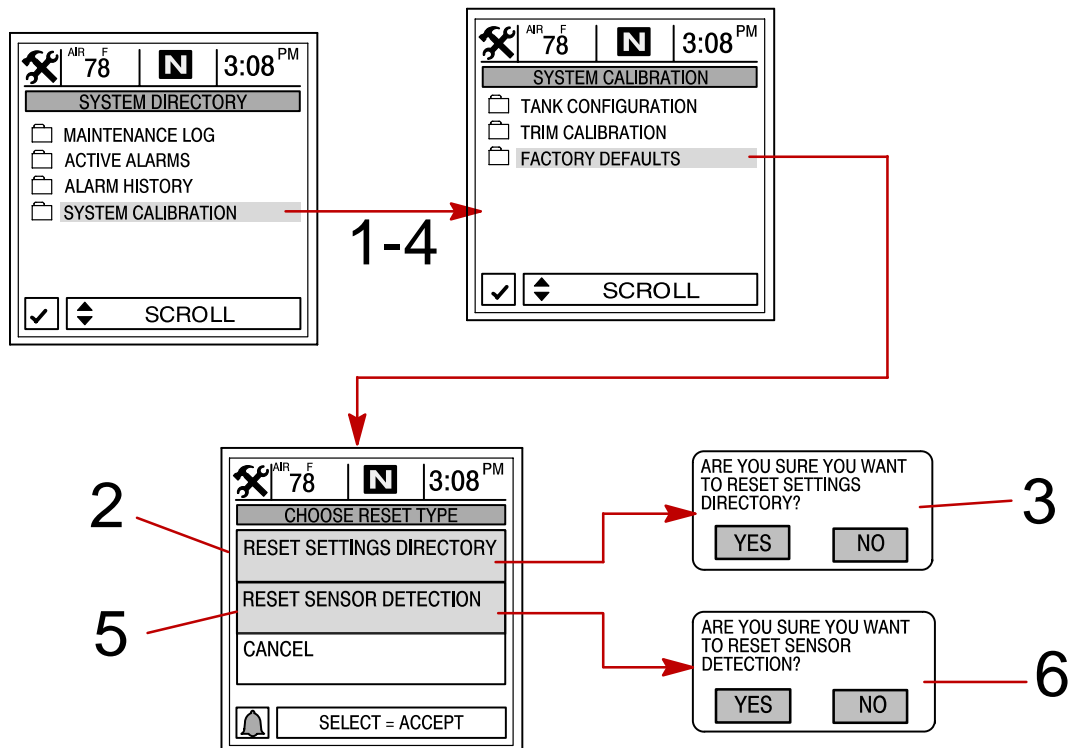 AIR F
78
N
3:08 PM
SYSTEM DIRECTORY
MAINTENANCE LOG
ACTIVE ALARMS
ALARM HISTORY
SYSTEM CALIBRATION
SCROLL
1-4
AIR F
78
N
3:08 PM
SYSTEM CALIBRATION
TANK CONFIGURATION
TRIM CALIBRATION
FACTORY DEFAULTS
SCROLL
2
5
AIR F
78
N
3:08 PM
CHOOSE RESET TYPE
RESET SETTINGS DIRECTORY
RESET SENSOR DETECTION
CANCEL
SELECT = ACCEPT
ARE YOU SURE YOU WANT
TO RESET SETTINGS
DIRECTORY?
YES NO
3
ARE YOU SURE YOU WANT
TO RESET SENSOR
DETECTION?
YES NO
6